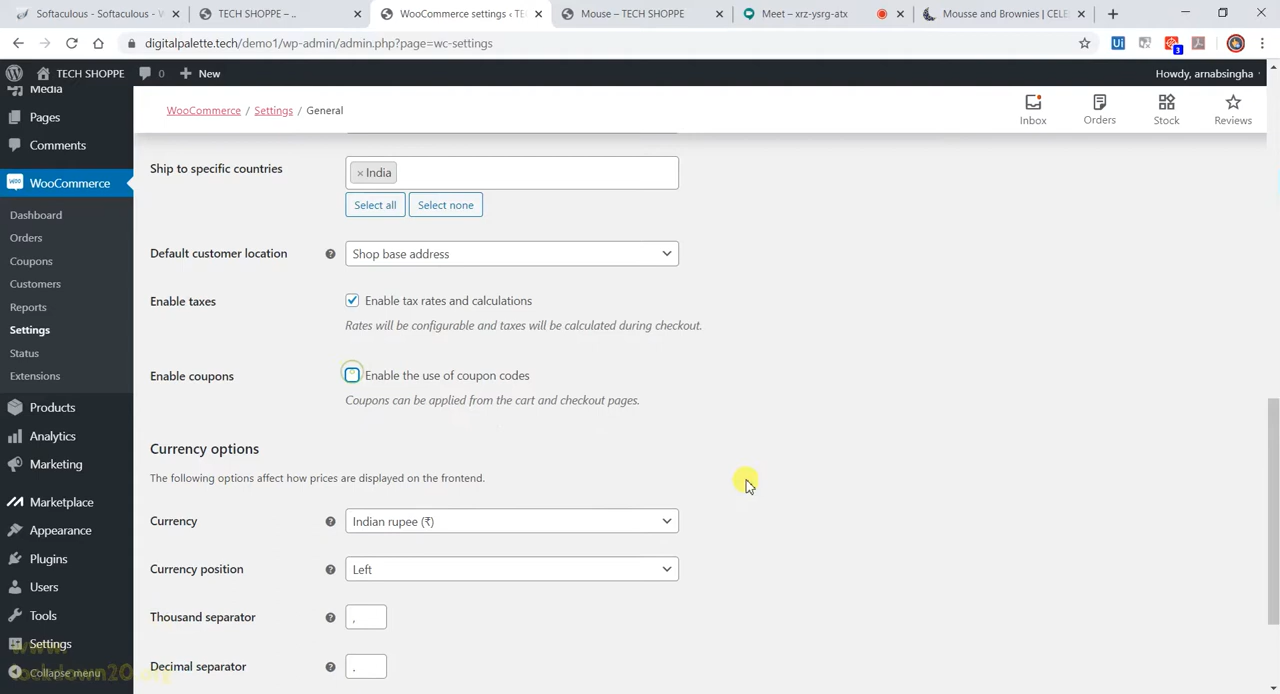 Softaculous - Softaculous - W
TECH SHOPPE – ..
WooCommerce settings ‹ TE
Mouse – TECH SHOPPE
Meet – xrz-ysrg-atx
Mousse and Brownies | CELE
digitalpalette.tech/demo1/wp-admin/admin.php?page=wc-settings
Ui
3
TECH SHOPPE
0
New
Howdy, arnabsingha
Media
Pages
Comments
WooCommerce
Dashboard
Orders
Coupons
Customers
Reports
Settings
Status
Extensions
Products
Analytics
Marketing
Marketplace
Appearance
Plugins
Users
Tools
Settings
Collapse menu
WooCommerce / Settings / General
Inbox
Orders
Stock
Reviews
Ship to specific countries
× India
Select all
Select none
Default customer location
Shop base address
Enable taxes
Enable tax rates and calculations
Rates will be configurable and taxes will be calculated during checkout.
Enable coupons
Enable the use of coupon codes
Coupons can be applied from the cart and checkout pages.
Currency options
The following options affect how prices are displayed on the frontend.
Currency
Indian rupee (₹)
Currency position
Left
Thousand separator
,
Decimal separator
.